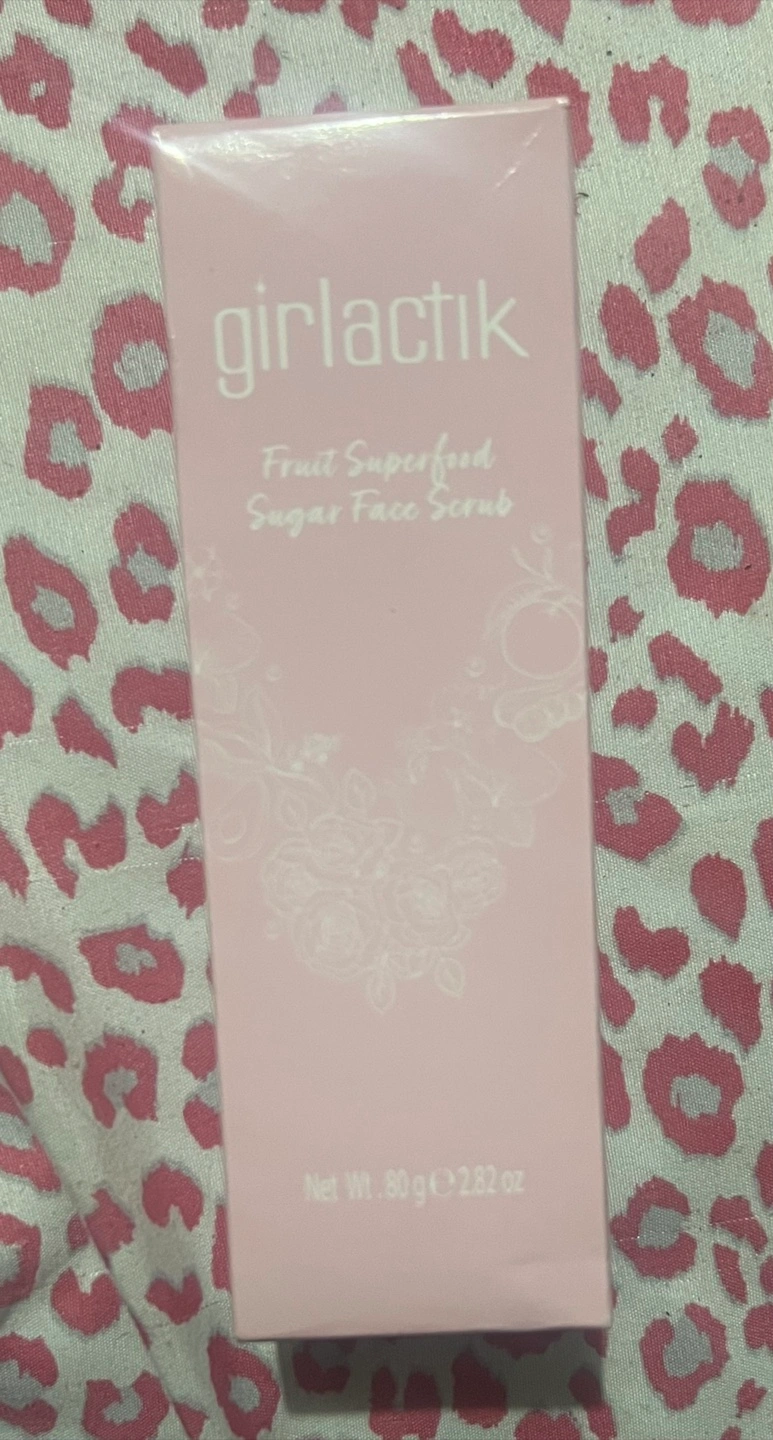 girlactik
Fruit Superfood
Sugar Face Scrub
Net Wt. 80 g ℮ 2.82 oz